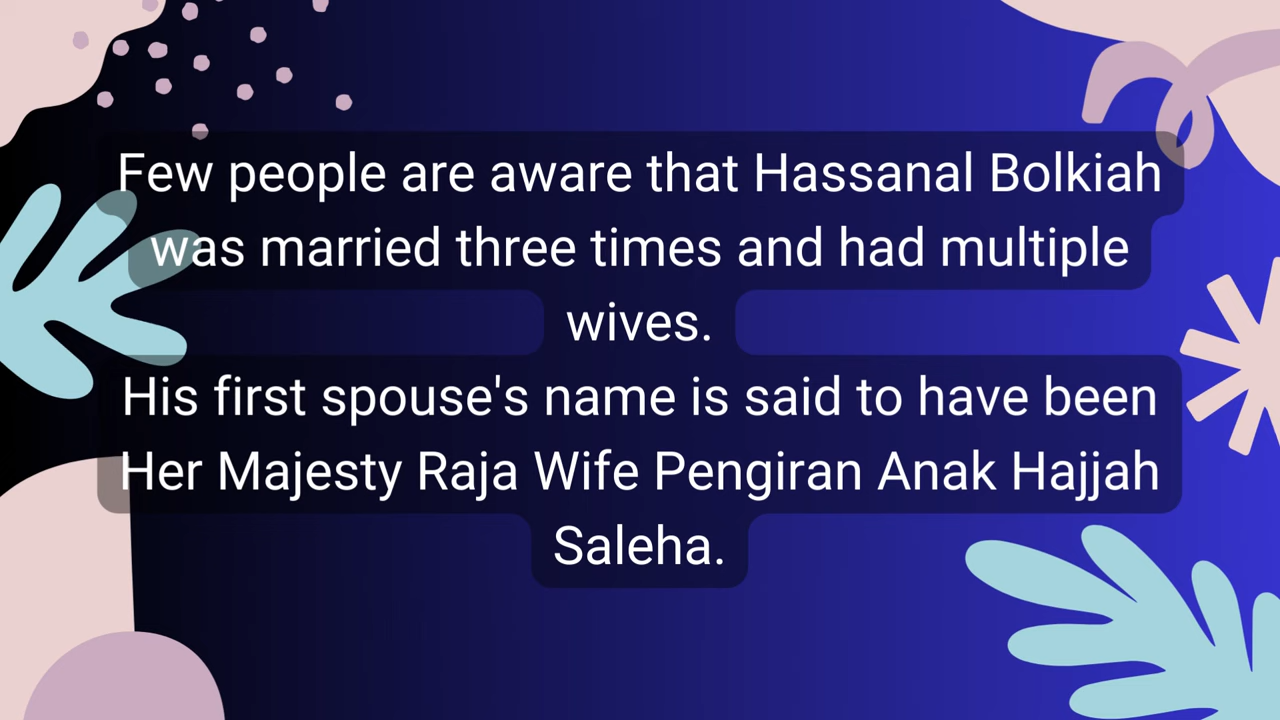 Few people are aware that Hassanal Bolkiah
was married three times and had multiple
wives.
His first spouse's name is said to have been
Her Majesty Raja Wife Pengiran Anak Hajjah
Saleha.